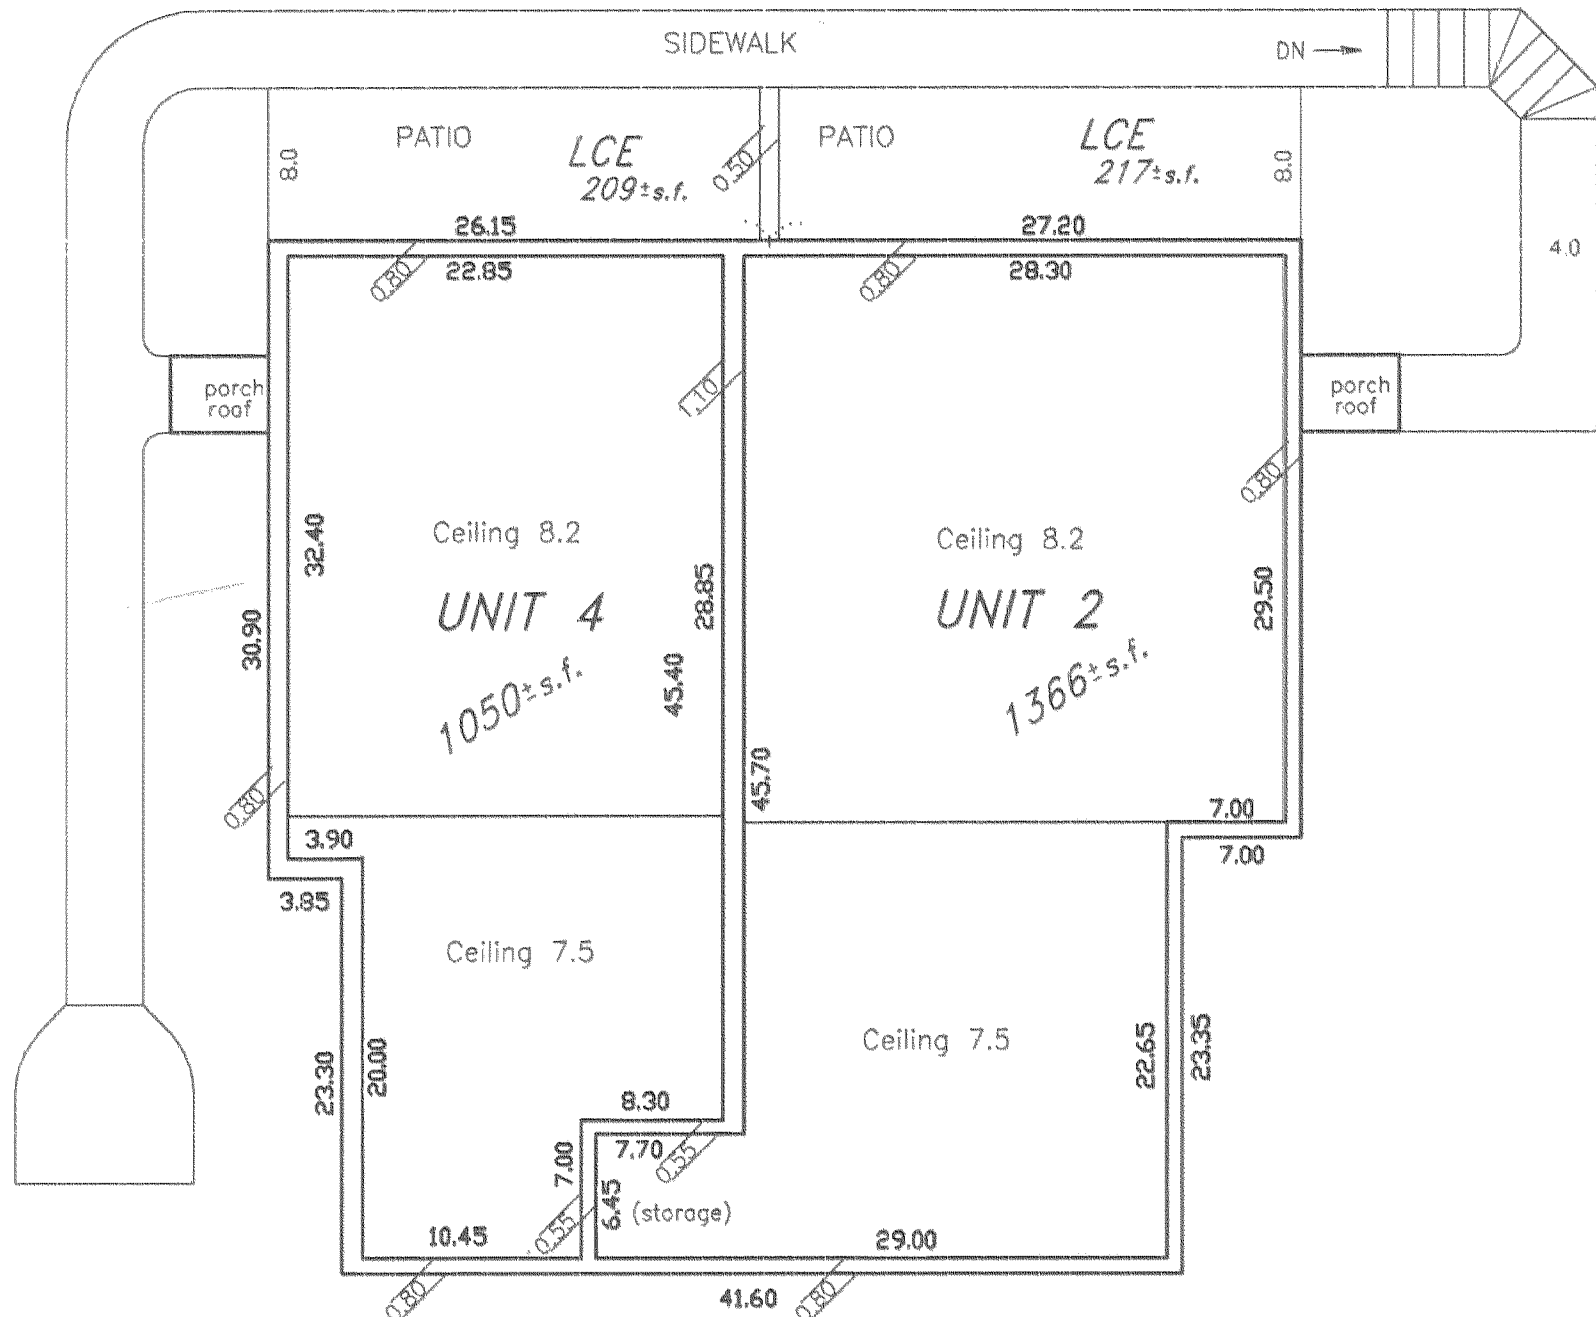 SIDEWALK
DN
PATIO
LCE
209±s.f.
8.0
0.50
PATIO
LCE
217±s.f.
8.0
4.0
26.15
27.20
0.80
22.85
0.80
28.30
porch
roof
1.10
porch
roof
0.80
32.40
Ceiling 8.2
Ceiling 8.2
UNIT 4
28.85
UNIT 2
29.50
30.90
1050±s.f.
45.40
1366±s.f.
45.70
0.80
3.90
7.00
7.00
3.85
Ceiling 7.5
Ceiling 7.5
23.30
20.00
22.65
23.35
8.30
7.70
0.55
7.00
6.45
(storage)
0.55
10.45
29.00
0.80
41.60
0.80